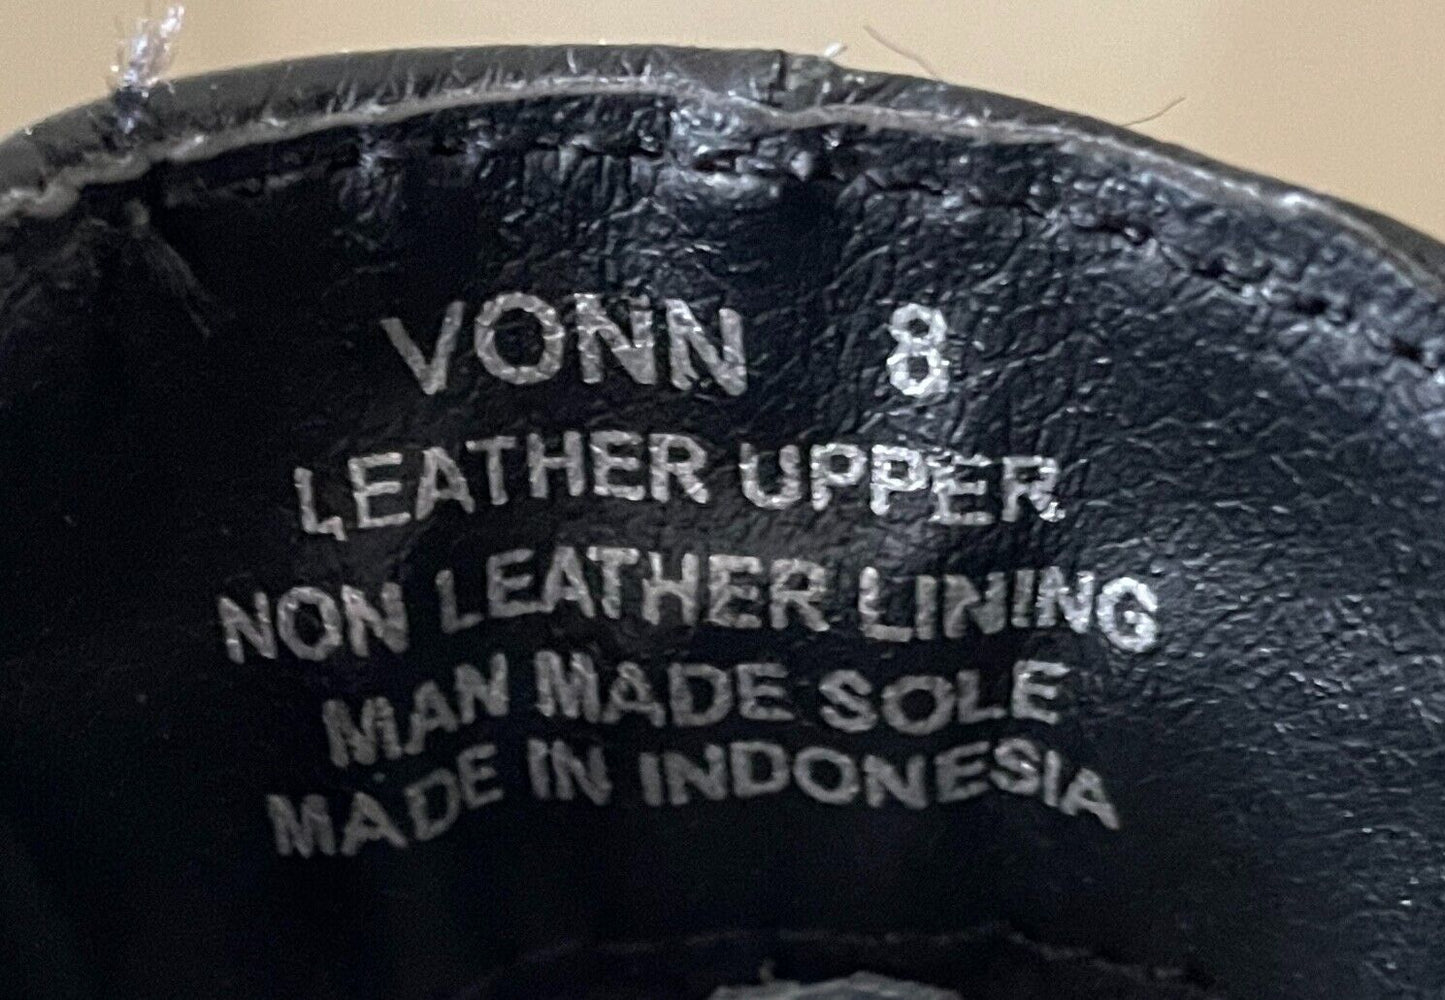 VONN 8
LEATHER UPPER
NON LEATHER LINING
MAN MADE SOLE
MADE IN INDONESIA